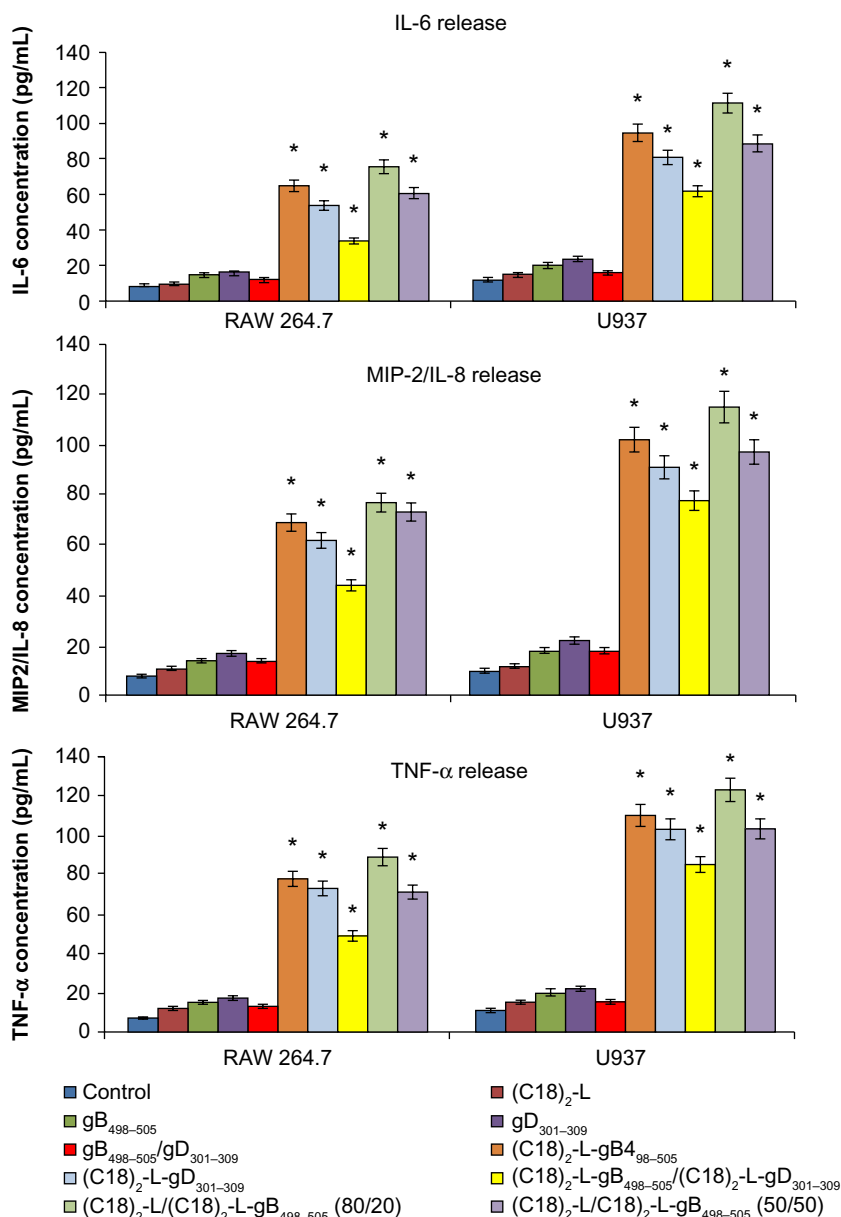 IL-6 release
IL-6 concentration (pg/mL)
140
120
100
80
60
40
20
0
* * * * *
* * * * *
RAW 264.7 U937
MIP-2/IL-8 release
MIP2/IL-8 concentration (pg/mL)
140
120
100
80
60
40
20
0
* * * * *
* * * * *
RAW 264.7 U937
TNF-α release
TNF-α concentration (pg/mL)
140
120
100
80
60
40
20
0
* * * * *
* * * * *
RAW 264.7 U937
Control
(C18)₂-L
gB₄₉₈₋₅₀₅
gD₃₀₁₋₃₀₉
gB₄₉₈₋₅₀₅/gD₃₀₁₋₃₀₉
(C18)₂-L-gB4₉₈₋₅₀₅
(C18)₂-L-gD₃₀₁₋₃₀₉
(C18)₂-L-gB₄₉₈₋₅₀₅/(C18)₂-L-gD₃₀₁₋₃₀₉
(C18)₂-L/(C18)₂-L-gB₄₉₈₋₅₀₅ (80/20)
(C18)₂-L/C18)₂-L-gB₄₉₈₋₅₀₅ (50/50)